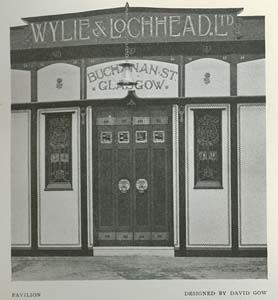 WYLIE & LOCHHEAD. LTD
BUCHANAN. ST.
GLASGOW
PAVILION
DESIGNED BY DAVID GOW